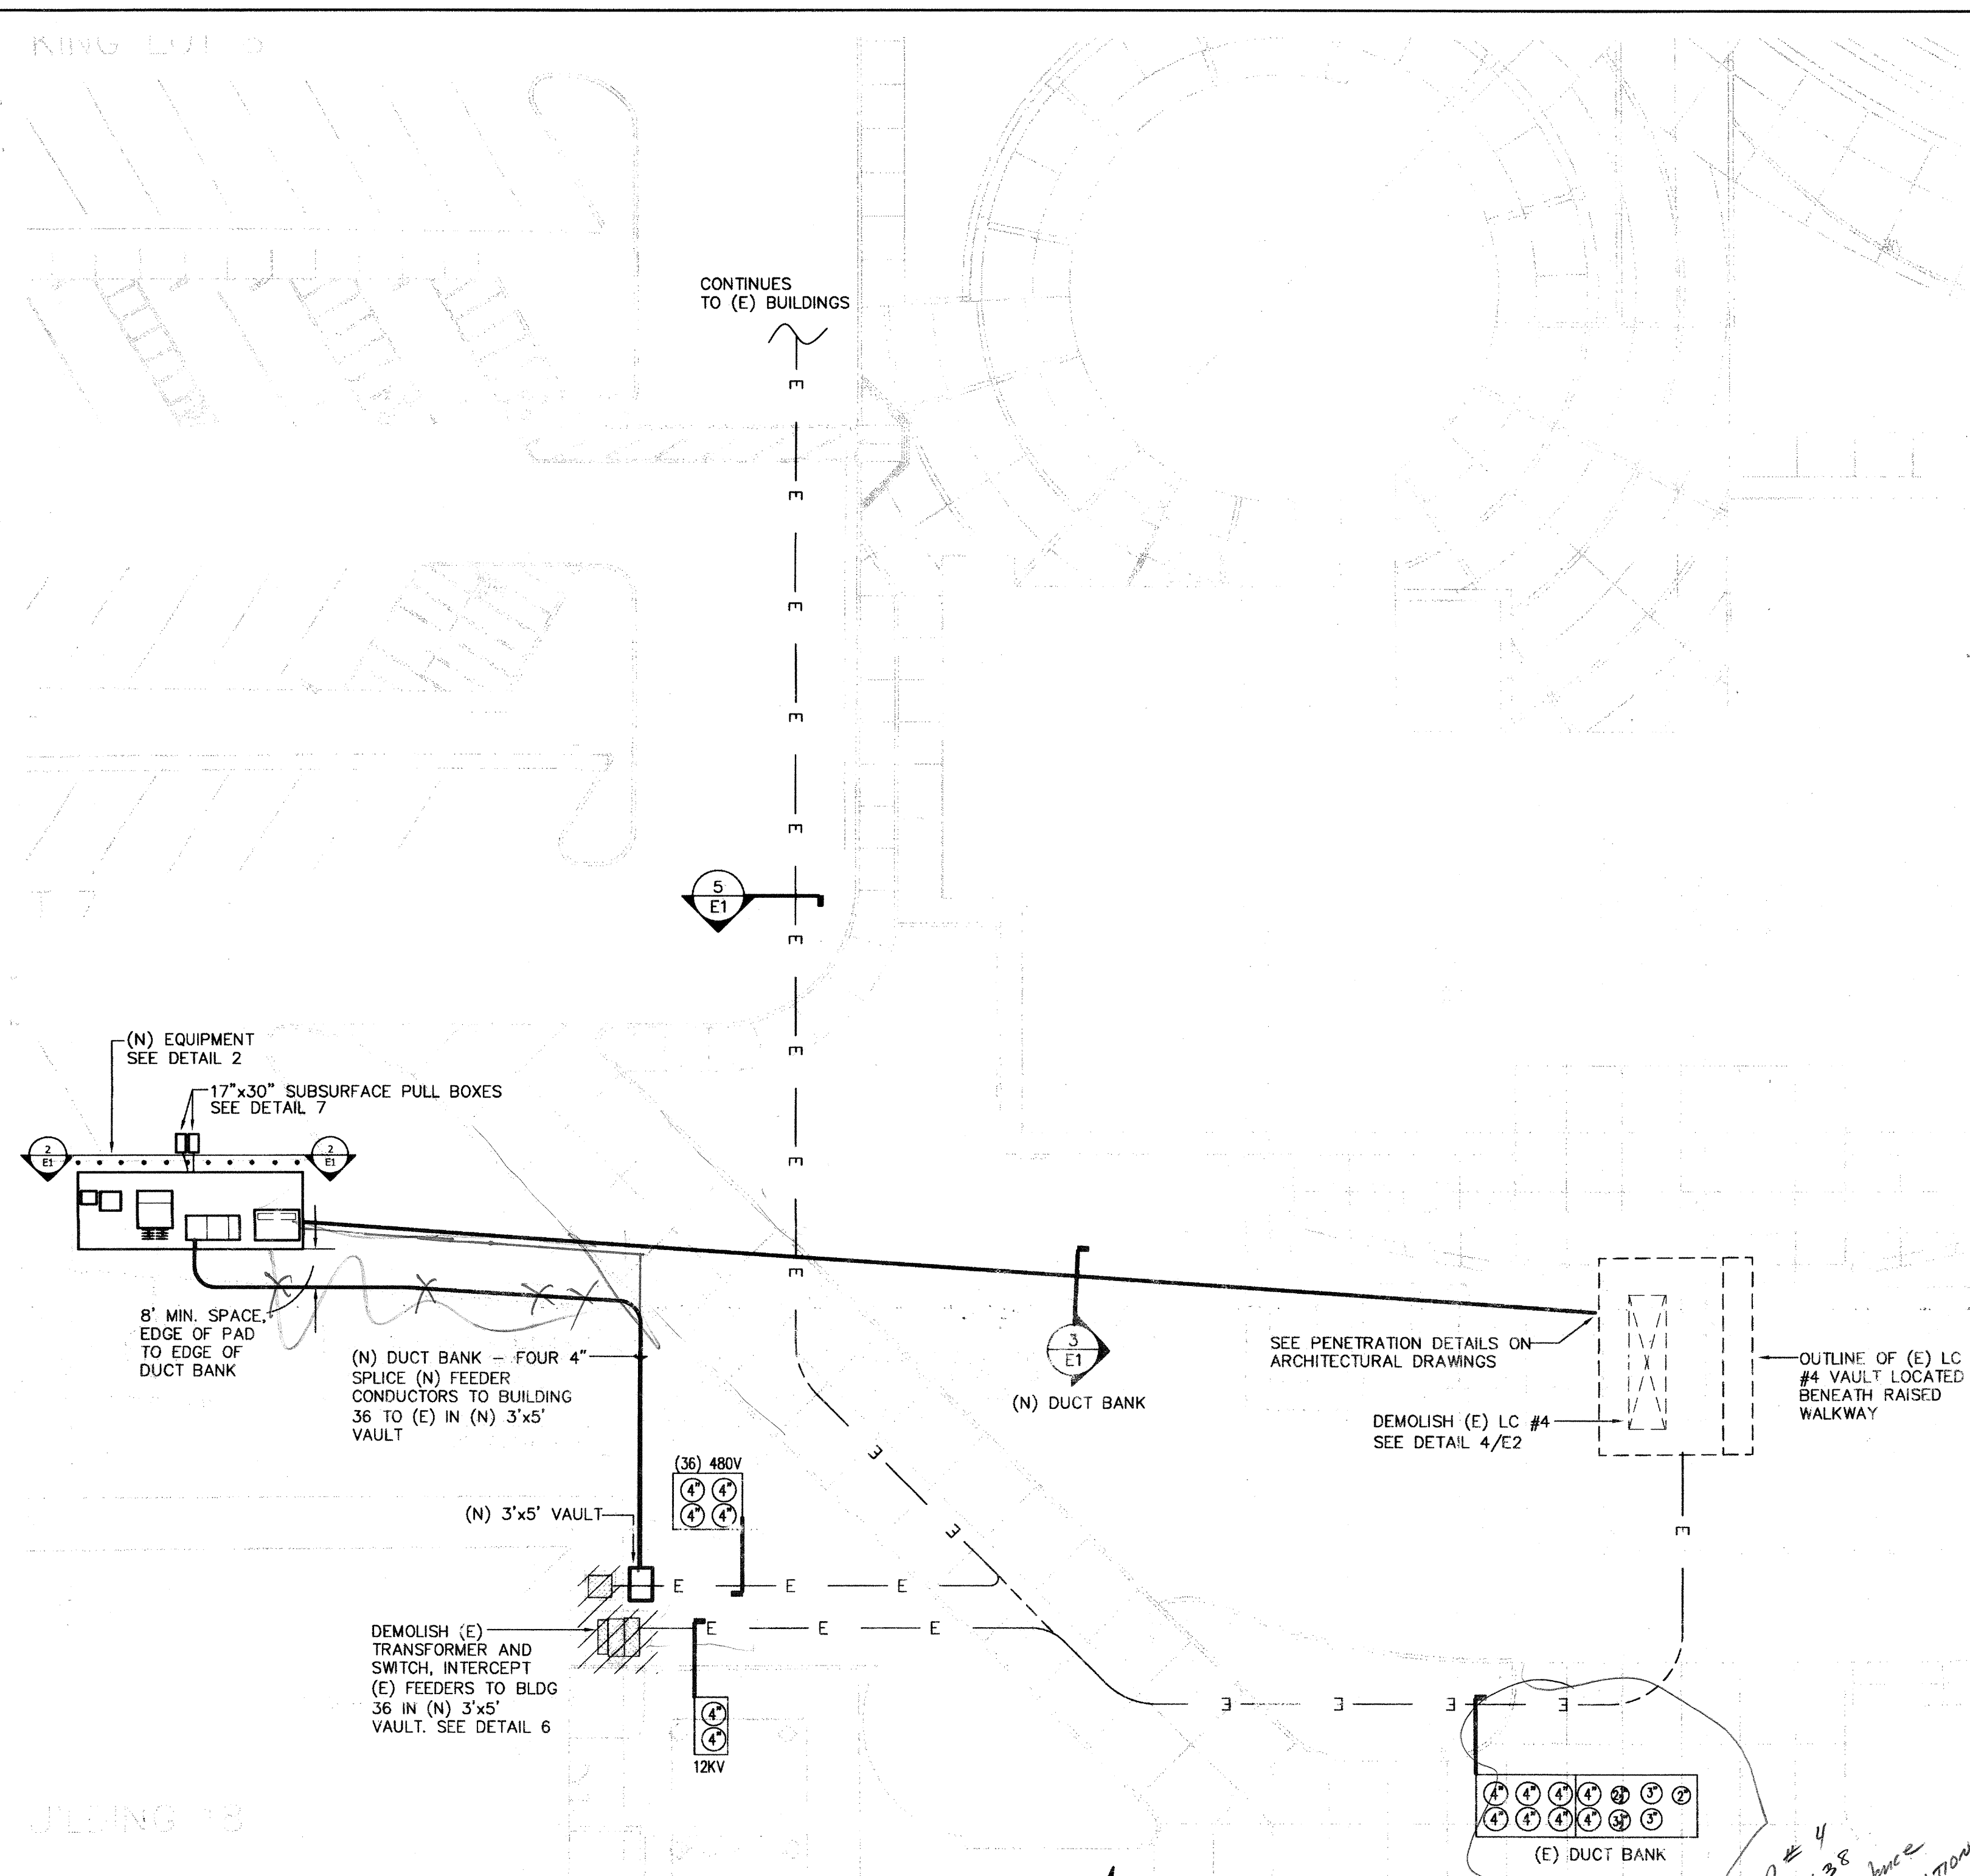 KING LOT 5
CONTINUES
TO (E) BUILDINGS
E
E
E
E
E
5
E1
E
E
E
E
(N) EQUIPMENT
SEE DETAIL 2
17"x30" SUBSURFACE PULL BOXES
SEE DETAIL 7
2
E1
2
E1
8' MIN. SPACE,
EDGE OF PAD
TO EDGE OF
DUCT BANK
(N) DUCT BANK – FOUR 4"
SPLICE (N) FEEDER
CONDUCTORS TO BUILDING
36 TO (E) IN (N) 3'x5'
VAULT
3
E1
(N) DUCT BANK
SEE PENETRATION DETAILS ON
ARCHITECTURAL DRAWINGS
OUTLINE OF (E) LC
#4 VAULT LOCATED
BENEATH RAISED
WALKWAY
DEMOLISH (E) LC #4
SEE DETAIL 4/E2
E
E
E
(36) 480V
4" 4"
4" 4"
(N) 3'x5' VAULT
E E E
E E E
DEMOLISH (E)
TRANSFORMER AND
SWITCH, INTERCEPT
(E) FEEDERS TO BLDG
36 IN (N) 3'x5'
VAULT. SEE DETAIL 6
4"
4"
12KV
E E E E
4" 4" 4" 4" 3" 2"
4" 4" 4" 4" 3"
(E) DUCT BANK
# 4
38
T 7